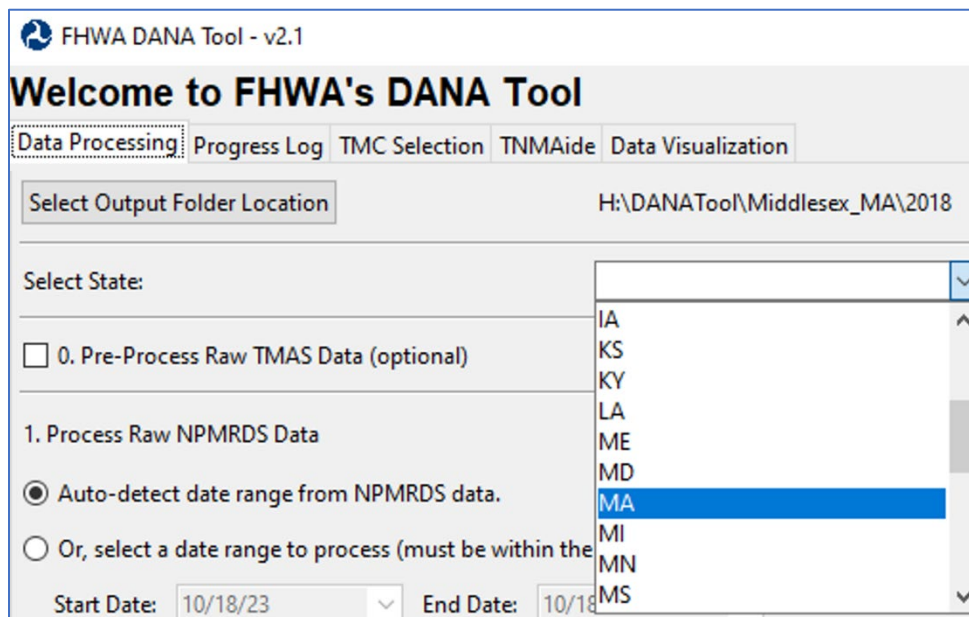 FHWA DANA Tool - v2.1
Welcome to FHWA's DANA Tool
Data Processing Progress Log TMC Selection TNMAide Data Visualization
Select Output Folder Location H:\DANATool\Middlesex_MA\2018
Select State:
IA
0. Pre-Process Raw TMAS Data (optional) KS
KY
LA
1. Process Raw NPMRDS Data ME
MD
Auto-detect date range from NPMRDS data. MA
MI
Or, select a date range to process (must be within the
MN
MS
Start Date: 10/18/23 End Date: 10/18